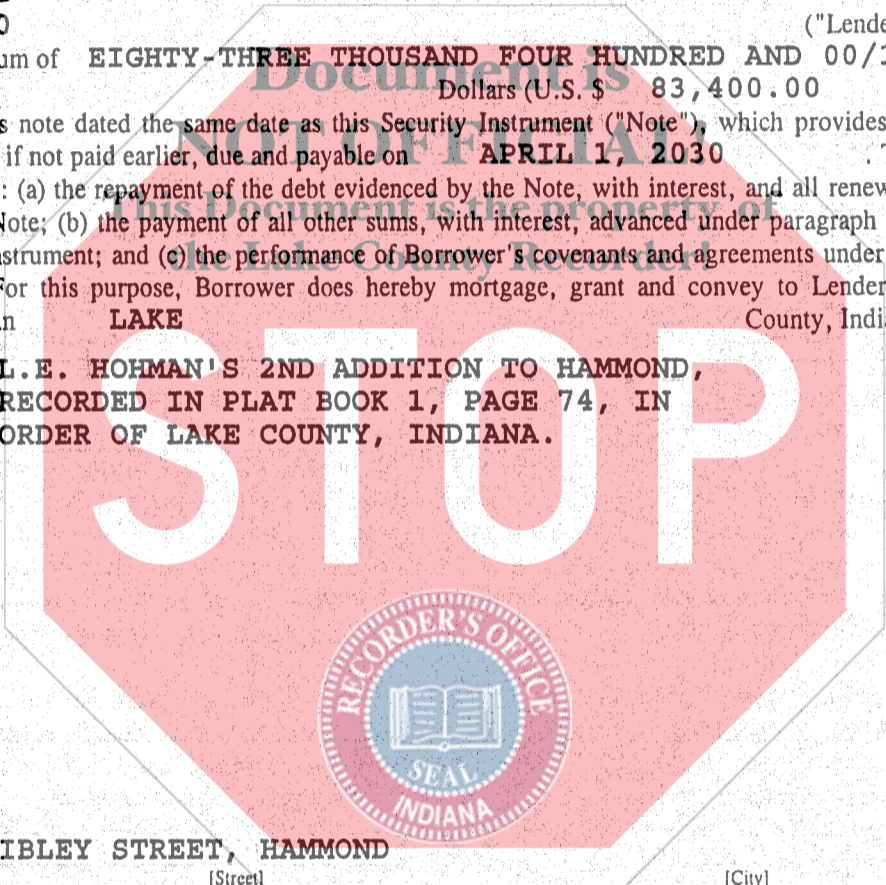 ("Lende
um of EIGHTY-THREE THOUSAND FOUR HUNDRED AND 00/1
Document is
Dollars (U.S. $ 83,400.00
s note dated the same date as this Security Instrument ("Note"), which provides
NOT OFFICIAL!
if not paid earlier, due and payable on APRIL 1, 2030
: (a) the repayment of the debt evidenced by the Note, with interest, and all renew
This Document is the property of
Note; (b) the payment of all other sums, with interest, advanced under paragraph
strument; and (c) the performance of Borrower's covenants and agreements under
the Lake County Recorder!
For this purpose, Borrower does hereby mortgage, grant and convey to Lender
n LAKE County, Indi
L.E. HOHMAN'S 2ND ADDITION TO HAMMOND,
RECORDED IN PLAT BOOK 1, PAGE 74, IN
ORDER OF LAKE COUNTY, INDIANA.
STOP
RECORDER'S OFFICE
SEAL
INDIANA
IBLEY STREET, HAMMOND
[Street] [City]